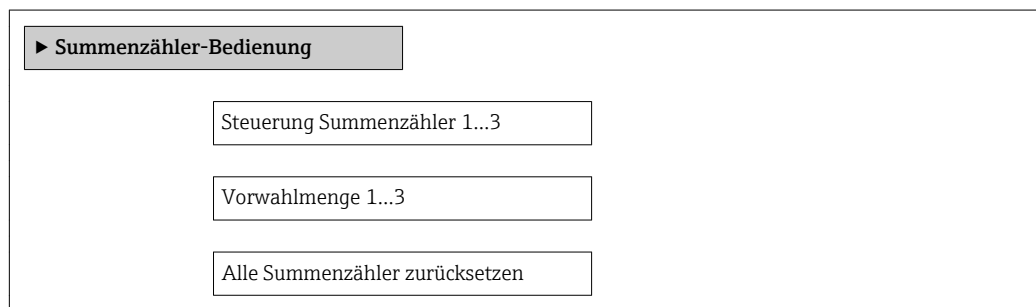 ▶ Summenzähler-Bedienung
Steuerung Summenzähler 1…3
Vorwahlmenge 1…3
Alle Summenzähler zurücksetzen